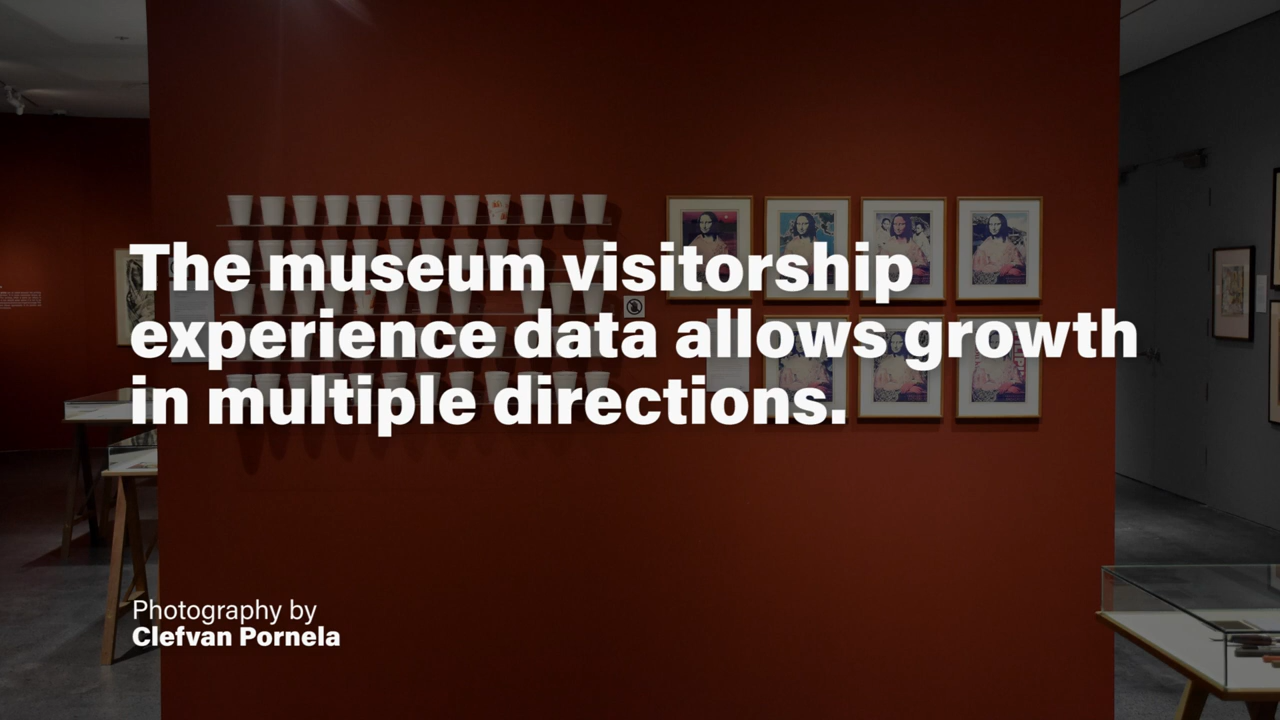 The museum visitorship
experience data allows growth
in multiple directions.
Photography by
Clefvan Pornela